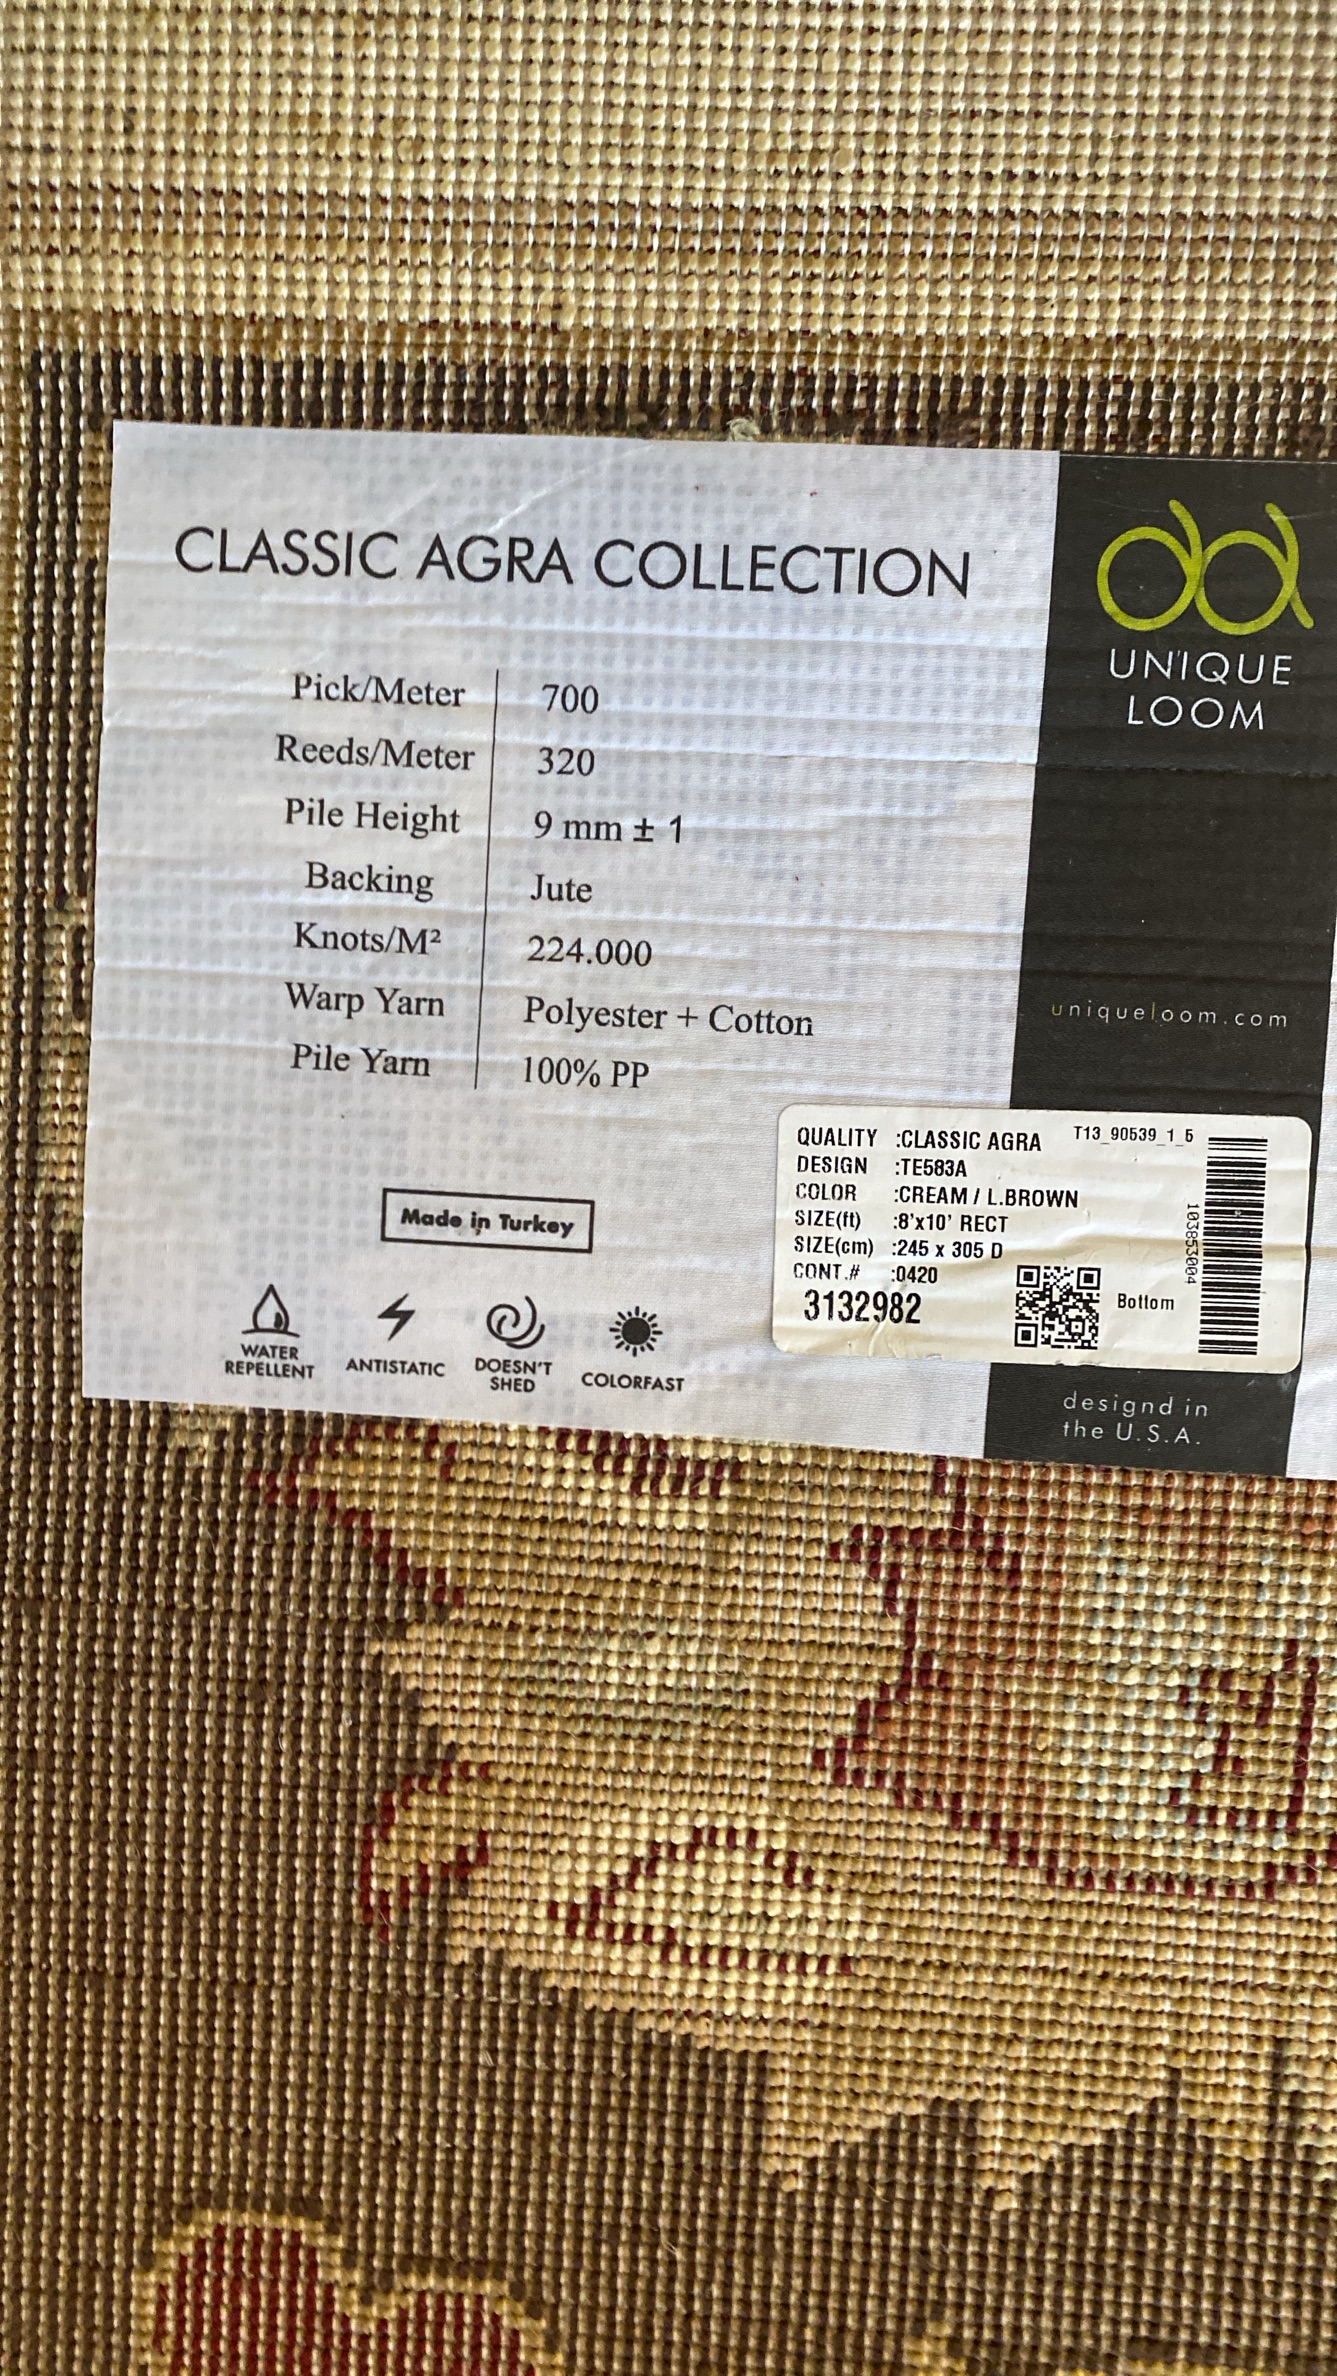 CLASSIC AGRA COLLECTION
Pick/Meter 700
Reeds/Meter 320
Pile Height 9 mm ± 1
Backing Jute
Knots/M² 224.000
Warp Yarn Polyester + Cotton
Pile Yarn 100% PP
Made in Turkey
WATER
REPELLENT
ANTISTATIC
DOESN'T
SHED
COLORFAST
UNIQUE
LOOM
uniqueloom.com
QUALITY :CLASSIC AGRA T13_90539_1_5
DESIGN :TE583A
COLOR :CREAM / L.BROWN
SIZE(ft) :8'x10' RECT
SIZE(cm) :245 x 305 D
CONT.# :0420
3132982
Bottom
103853004
designd in
the U.S.A.